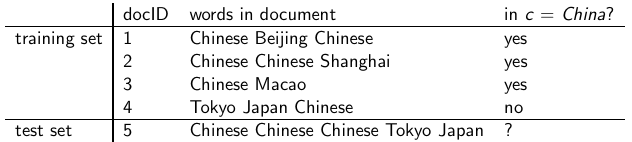 docID words in document in c = China?
training set 1 Chinese Beijing Chinese yes
2 Chinese Chinese Shanghai yes
3 Chinese Macao yes
4 Tokyo Japan Chinese no
test set 5 Chinese Chinese Chinese Tokyo Japan ?